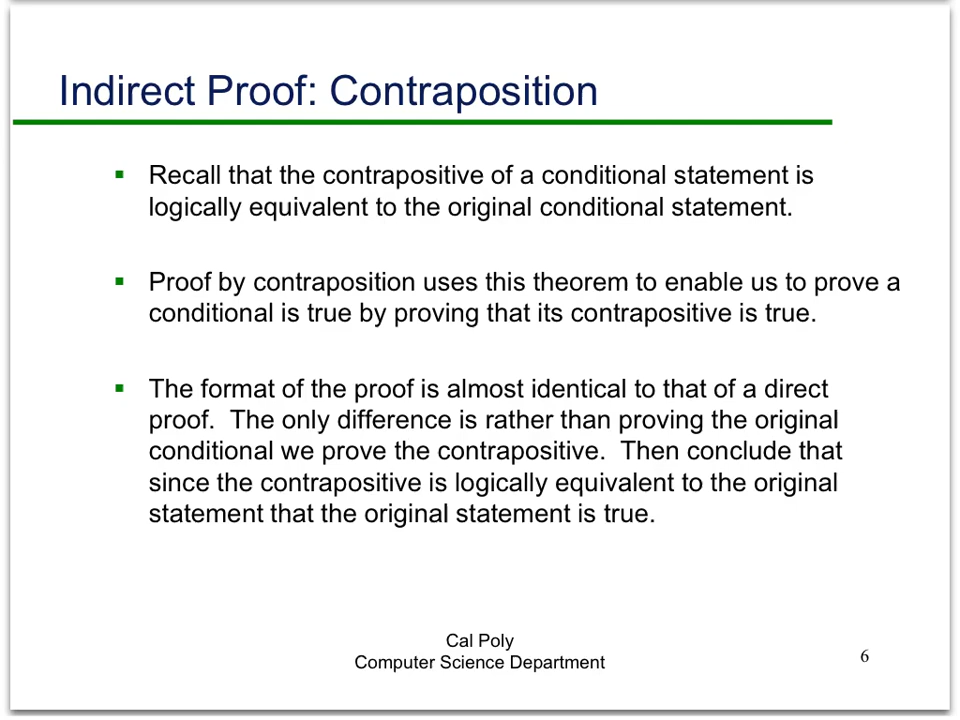 Indirect Proof: Contraposition
▪ Recall that the contrapositive of a conditional statement is
logically equivalent to the original conditional statement.
▪ Proof by contraposition uses this theorem to enable us to prove a
conditional is true by proving that its contrapositive is true.
▪ The format of the proof is almost identical to that of a direct
proof.  The only difference is rather than proving the original
conditional we prove the contrapositive.  Then conclude that
since the contrapositive is logically equivalent to the original
statement that the original statement is true.
Cal Poly
Computer Science Department
6